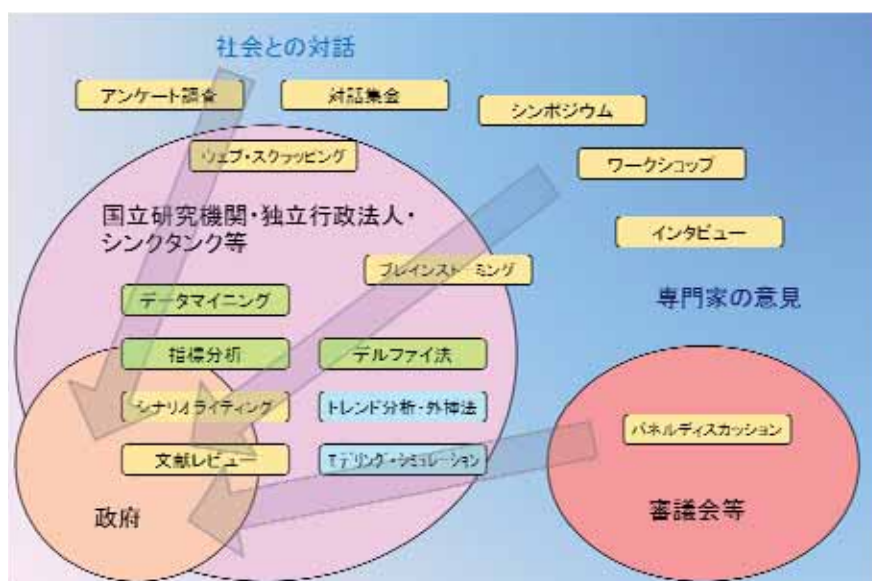 社会との対話
アンケート調査
対話集会
シンポジウム
ウェブ・スクラッピング
ワークショップ
国立研究機関・独立行政法人・
シンクタンク等
インタビュー
ブレインストーミング
専門家の意見
データマイニング
指標分析
デルファイ法
シナリオライティング
トレンド分析・外挿法
パネルディスカッション
文献レビュー
モデリング・シミュレーション
政府
審議会等